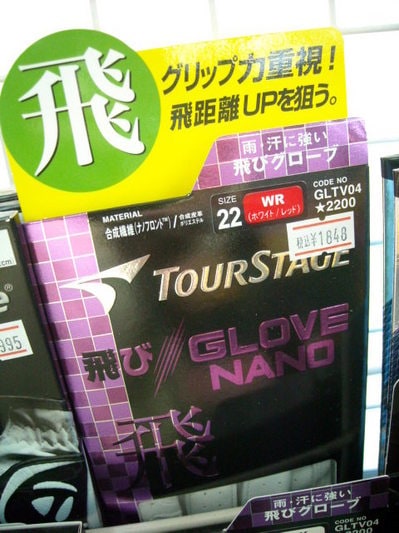 飛
グリップ力重視!
飛距離UPを狙う。
雨・汗に強い
飛びグローブ
MATERIAL
合成繊維(ナノフロント™)/合成皮革
ポリエステル
SIZE
22
WR
(ホワイト/レッド)
CODE NO
GLTV04
★2200
税込¥1848
TOURSTAGE
飛び GLOVE
NANO
飛
995
cm
雨・汗に強い
飛びグローブ
CODE NO
GLTV04